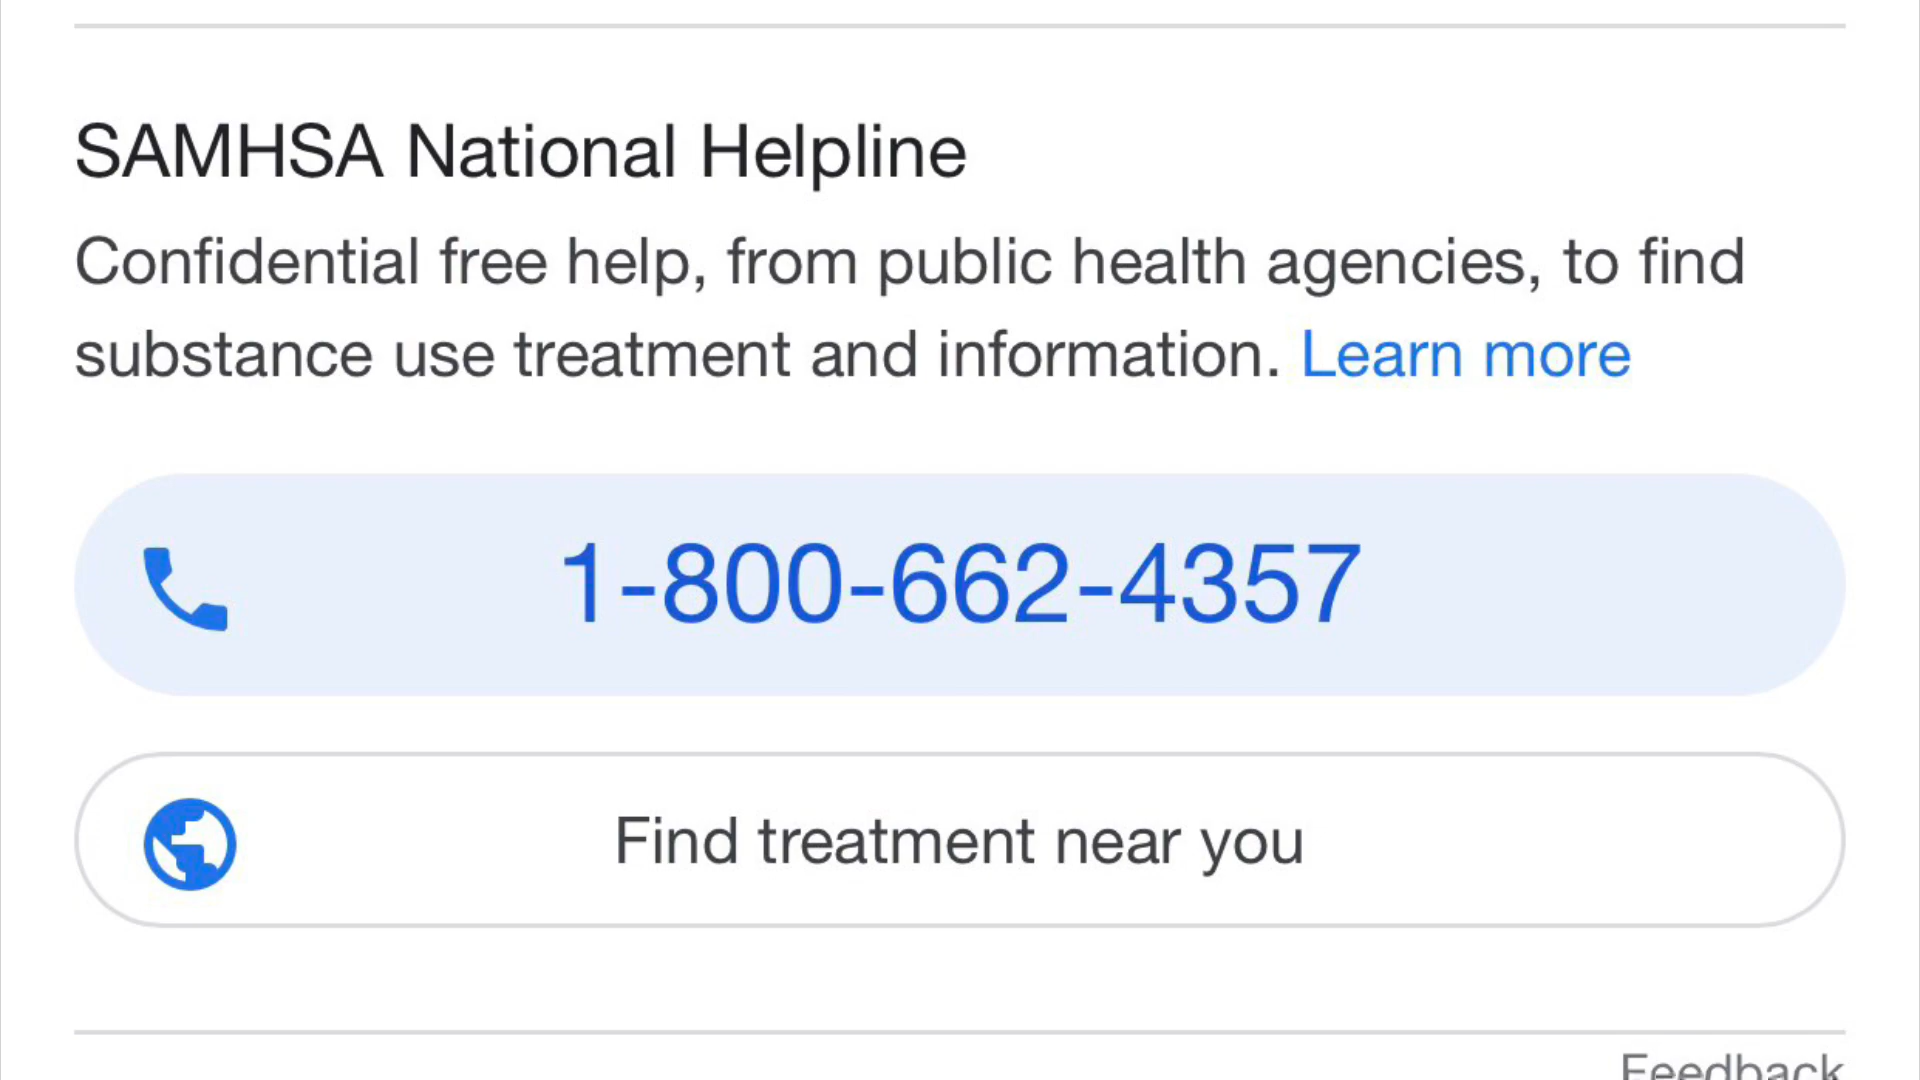 SAMHSA National Helpline
Confidential free help, from public health agencies, to find
substance use treatment and information. Learn more
1-800-662-4357
Find treatment near you
Feedback